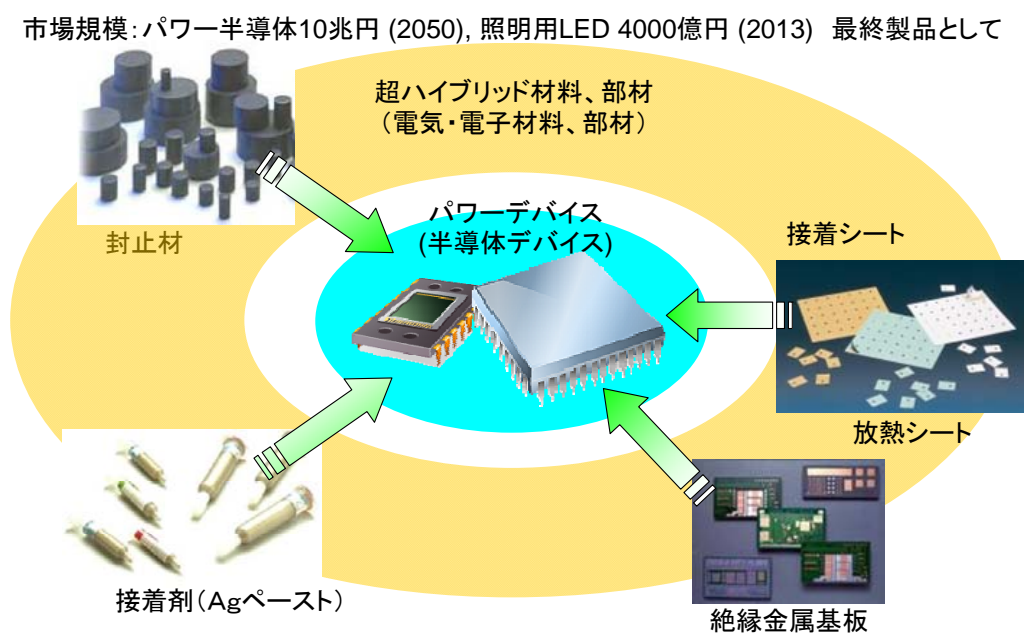 市場規模：パワー半導体10兆円 (2050), 照明用LED 4000億円 (2013)　最終製品として
超ハイブリッド材料、部材
（電気・電子材料、部材）
パワーデバイス
(半導体デバイス)
封止材
接着シート
放熱シート
接着剤（Agペースト）
絶縁金属基板